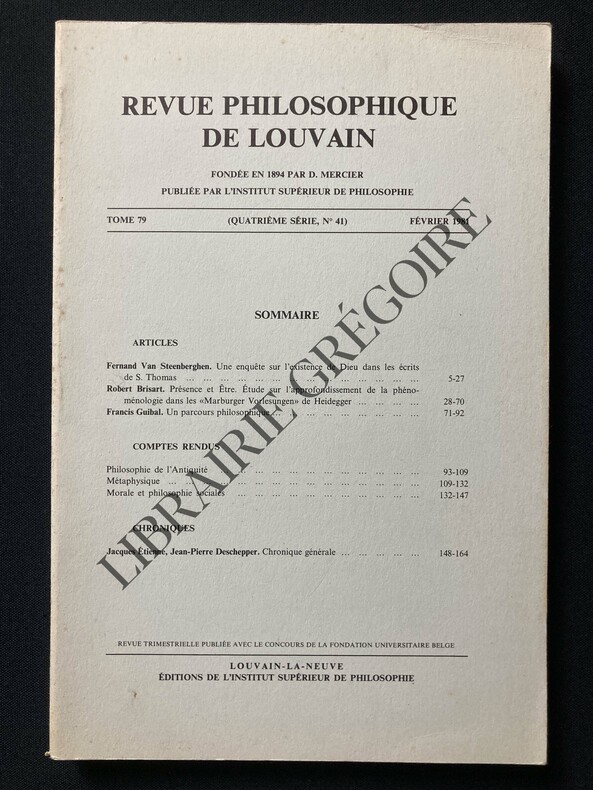 REVUE PHILOSOPHIQUE
DE LOUVAIN
FONDÉE EN 1894 PAR D. MERCIER
PUBLIÉE PAR L'INSTITUT SUPÉRIEUR DE PHILOSOPHIE
TOME 79 (QUATRIÈME SÉRIE, N° 41) FÉVRIER 1981
SOMMAIRE
ARTICLES
Fernand Van Steenberghen. Une enquête sur l'existence de Dieu dans les écrits
de S. Thomas ... 5-27
Robert Brisart. Présence et Être. Étude sur l'approfondissement de la phéno-
ménologie dans les «Marburger Vorlesungen» de Heidegger ... 28-70
Francis Guibal. Un parcours philosophique ... 71-92
COMPTES RENDUS
Philosophie de l'Antiquité ... 93-109
Métaphysique ... 109-132
Morale et philosophie sociales ... 132-147
CHRONIQUES
Jacques Étienne, Jean-Pierre Deschepper. Chronique générale ... 148-164
REVUE TRIMESTRIELLE PUBLIÉE AVEC LE CONCOURS DE LA FONDATION UNIVERSITAIRE BELGE
LOUVAIN-LA-NEUVE
ÉDITIONS DE L'INSTITUT SUPÉRIEUR DE PHILOSOPHIE
LIBRAIRIE GRÉGOIRE